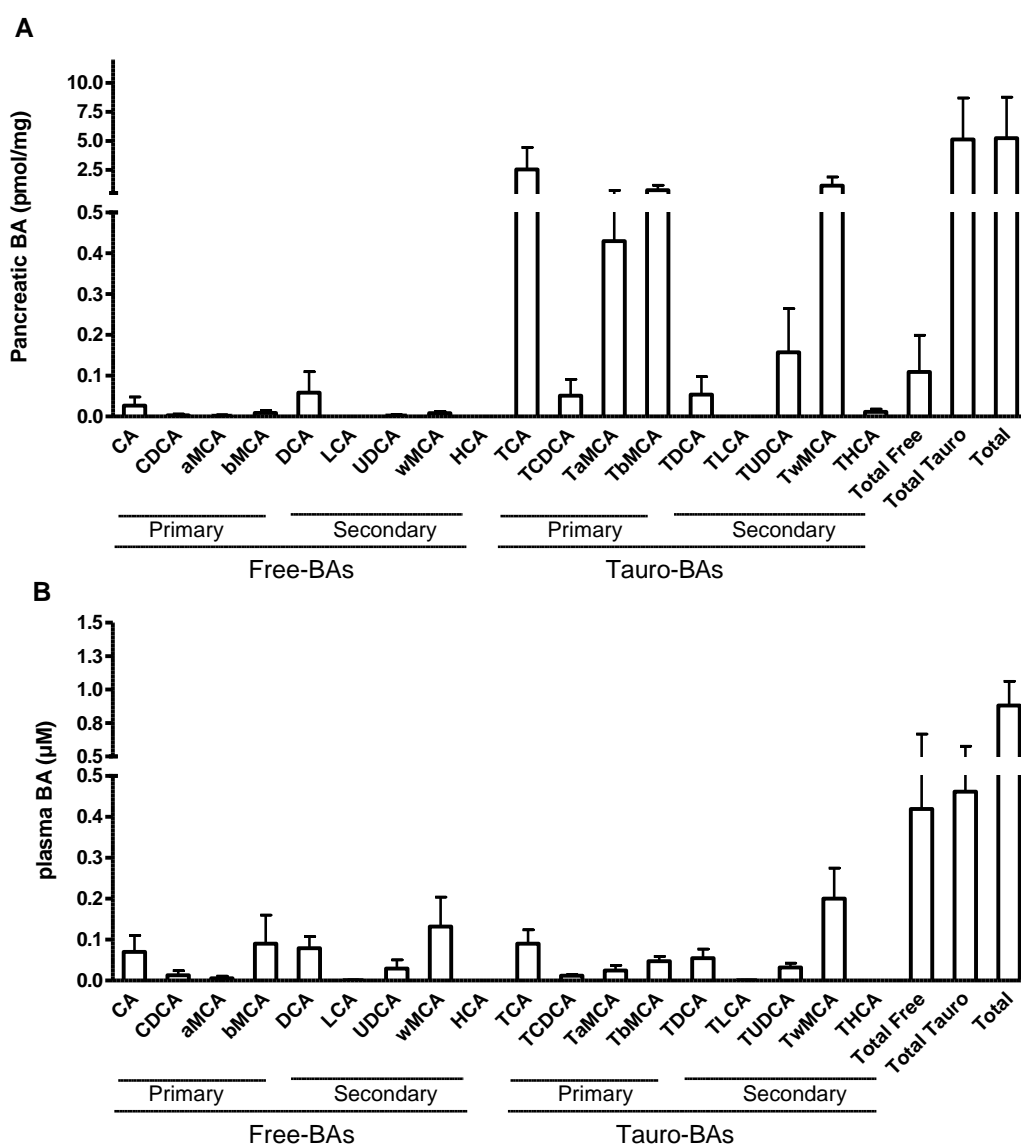 A
Pancreatic BA (pmol/mg)
10.0
7.5
5.0
2.5
0.5
0.4
0.3
0.2
0.1
0.0
CA CDCA aMCA bMCA DCA LCA UDCA wMCA HCA TCA TCDCA TaMCA TbMCA TDCA TLCA TUDCA TwMCA THCA Total Free Total Tauro Total
Primary Secondary Primary Secondary
Free-BAs Tauro-BAs
B
plasma BA (µM)
1.5
1.3
1.0
0.8
0.5
0.5
0.4
0.3
0.2
0.1
0.0
CA CDCA aMCA bMCA DCA LCA UDCA wMCA HCA TCA TCDCA TaMCA TbMCA TDCA TLCA TUDCA TwMCA THCA Total Free Total Tauro Total
Primary Secondary Primary Secondary
Free-BAs Tauro-BAs